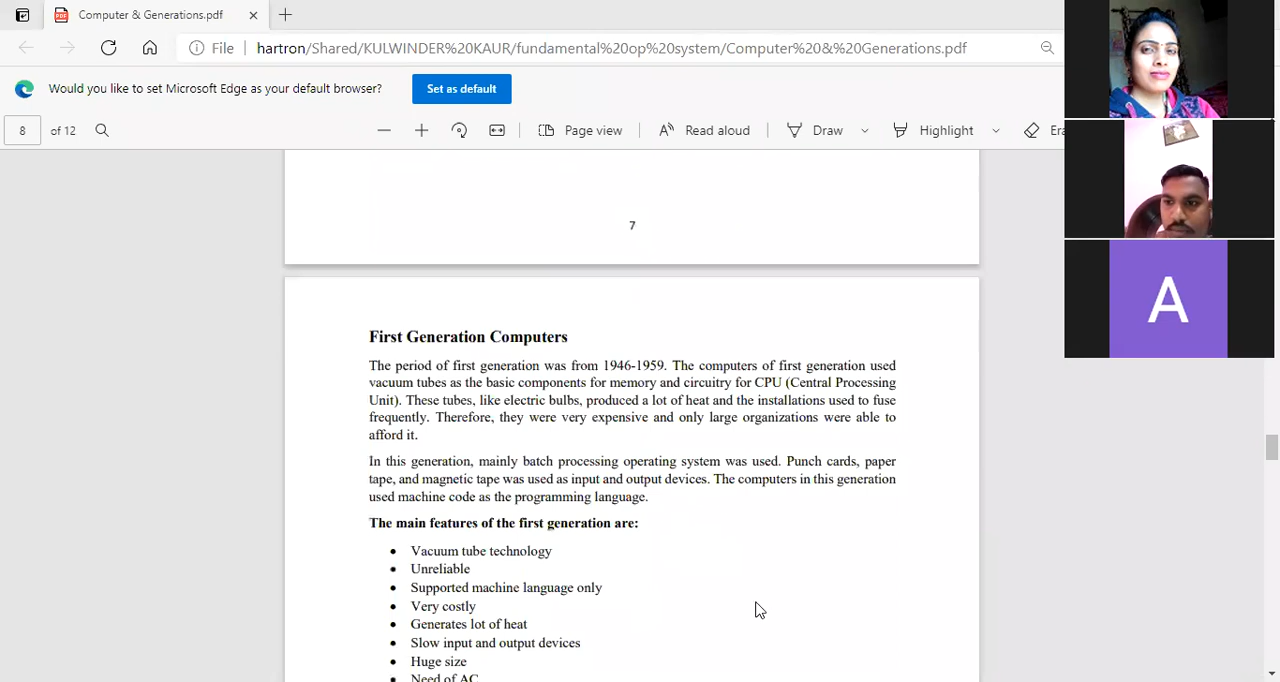 Computer & Generations.pdf
File hartron/Shared/KULWINDER%20KAUR/fundamental%20op%20system/Computer%20&%20Generations.pdf
Would you like to set Microsoft Edge as your default browser? Set as default
8 of 12 Page view Read aloud Draw Highlight Era
7
A
First Generation Computers
The period of first generation was from 1946-1959. The computers of first generation used
vacuum tubes as the basic components for memory and circuitry for CPU (Central Processing
Unit). These tubes, like electric bulbs, produced a lot of heat and the installations used to fuse
frequently. Therefore, they were very expensive and only large organizations were able to
afford it.
In this generation, mainly batch processing operating system was used. Punch cards, paper
tape, and magnetic tape was used as input and output devices. The computers in this generation
used machine code as the programming language.
The main features of the first generation are:
• Vacuum tube technology
• Unreliable
• Supported machine language only
• Very costly
• Generates lot of heat
• Slow input and output devices
• Huge size
• Need of AC